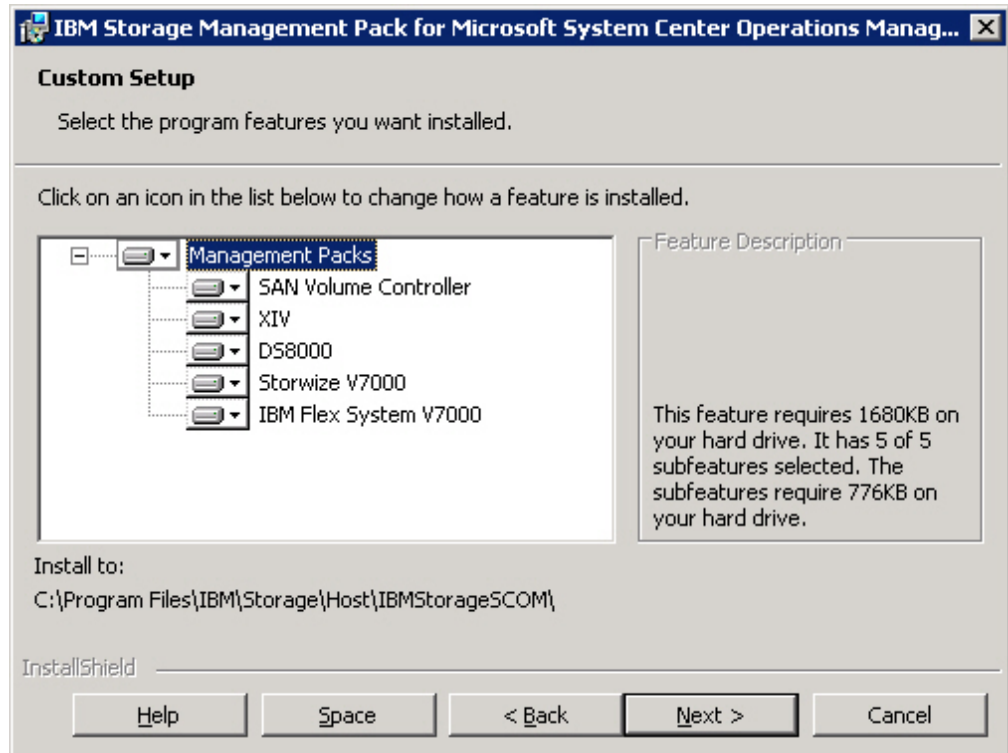 IBM Storage Management Pack for Microsoft System Center Operations Manag...
Custom Setup
Select the program features you want installed.
Click on an icon in the list below to change how a feature is installed.
Management Packs
SAN Volume Controller
XIV
DS8000
Storwize V7000
IBM Flex System V7000
Feature Description
This feature requires 1680KB on
your hard drive. It has 5 of 5
subfeatures selected. The
subfeatures require 776KB on
your hard drive.
Install to:
C:\Program Files\IBM\Storage\Host\IBMStorageSCOM\
InstallShield
Help
Space
< Back
Next >
Cancel